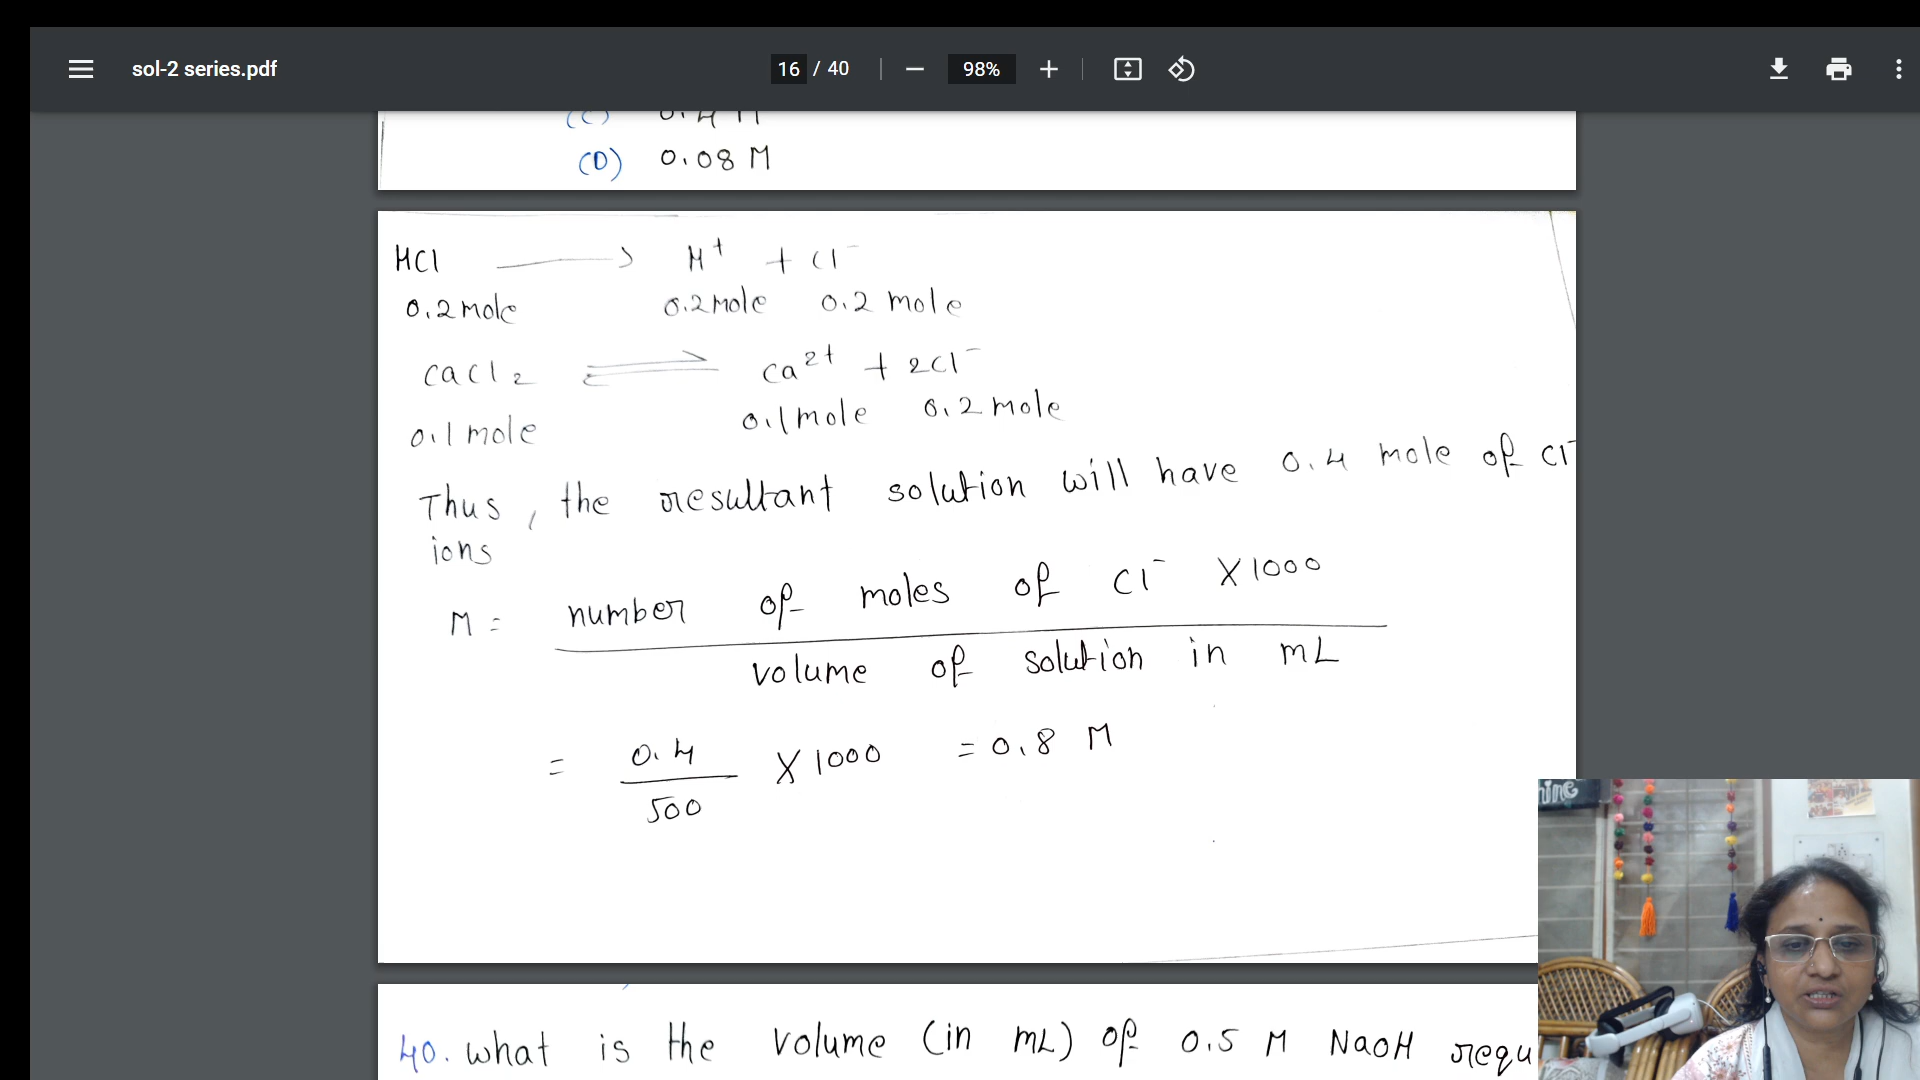 sol-2 series.pdf
16 / 40
98%
(D) 0.08 M
HCl ⟶ H⁺ + Cl⁻
0.2 mole 0.2 mole 0.2 mole
CaCl₂ ⇌ Ca²⁺ + 2Cl⁻
0.1 mole 0.1 mole 0.2 mole
Thus, the resultant solution will have 0.4 mole of Cl⁻
ions
M = number of moles of Cl⁻ X 1000
volume of solution in mL
= 0.4 X 1000 = 0.8 M
500
40. what is the volume (in mL) of 0.5 M NaOH requ